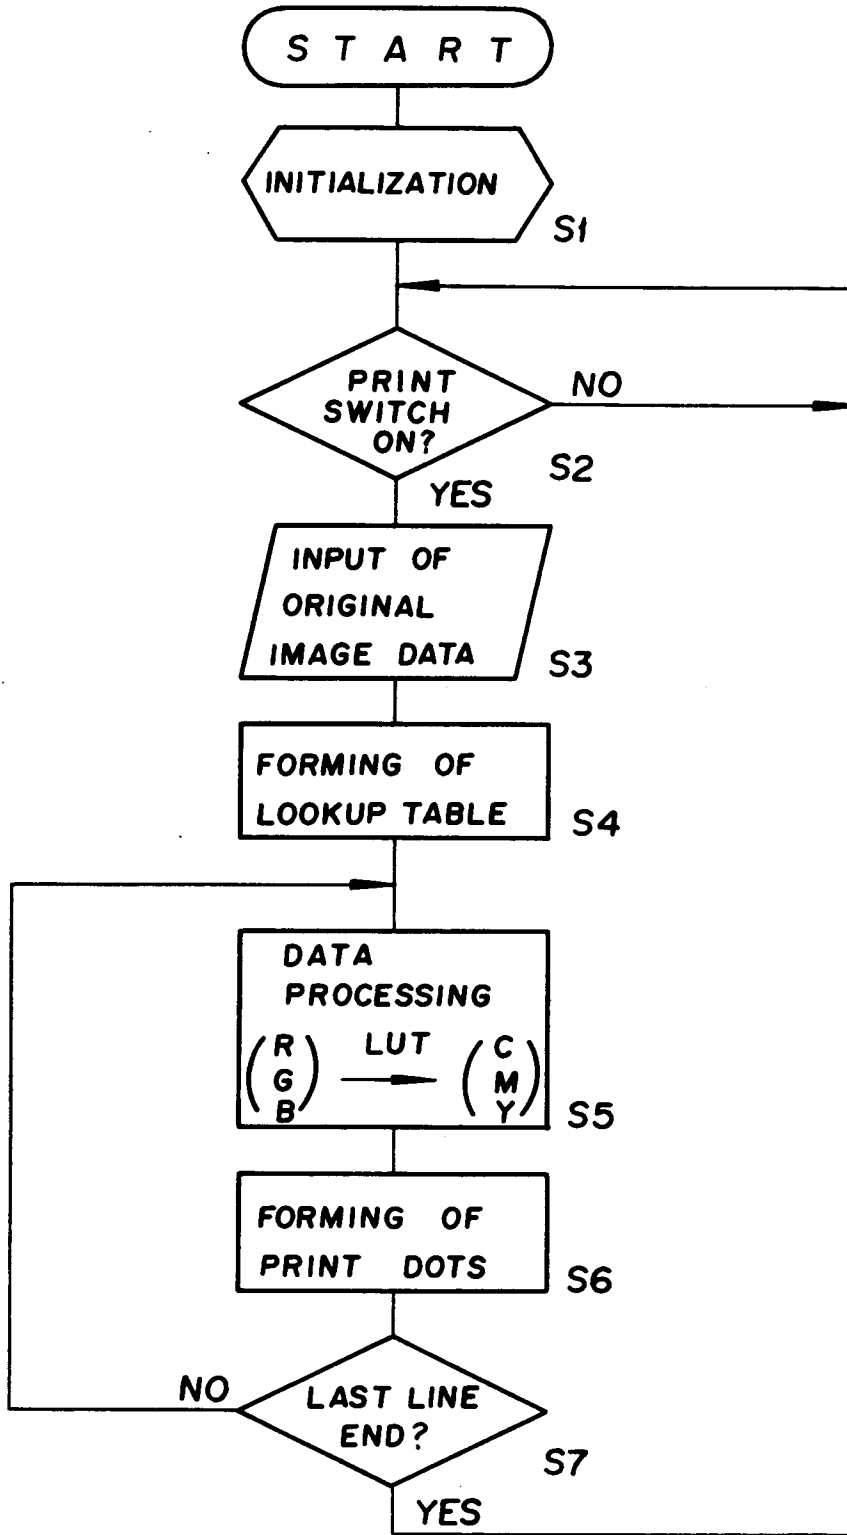 START
INITIALIZATION
S1
PRINT
SWITCH
ON?
NO
S2
YES
INPUT OF
ORIGINAL
IMAGE DATA
S3
FORMING OF
LOOKUP TABLE
S4
DATA
PROCESSING
R LUT C
G M
B Y
S5
FORMING OF
PRINT DOTS
S6
NO
LAST LINE
END?
S7
YES